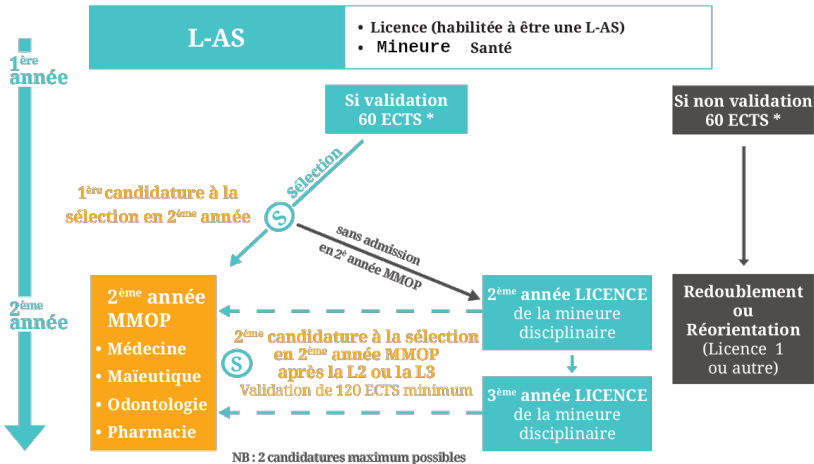 L-AS
• Licence (habilitée à être une L-AS)
• Mineure Santé
1ère
année
Si validation
60 ECTS *
Si non validation
60 ECTS *
Sélection
1ère candidature à la
sélection en 2ème année
S
sans admission
en 2è année MMOP
2ème
année
2ème année
MMOP
• Médecine
• Maïeutique
• Odontologie
• Pharmacie
2ème candidature à la sélection
en 2ème année MMOP
après la L2 ou la L3
Validation de 120 ECTS minimum
S
2ème année LICENCE
de la mineure
disciplinaire
3ème année LICENCE
de la mineure
disciplinaire
Redoublement
ou
Réorientation
(Licence 1
ou autre)
NB : 2 candidatures maximum possibles